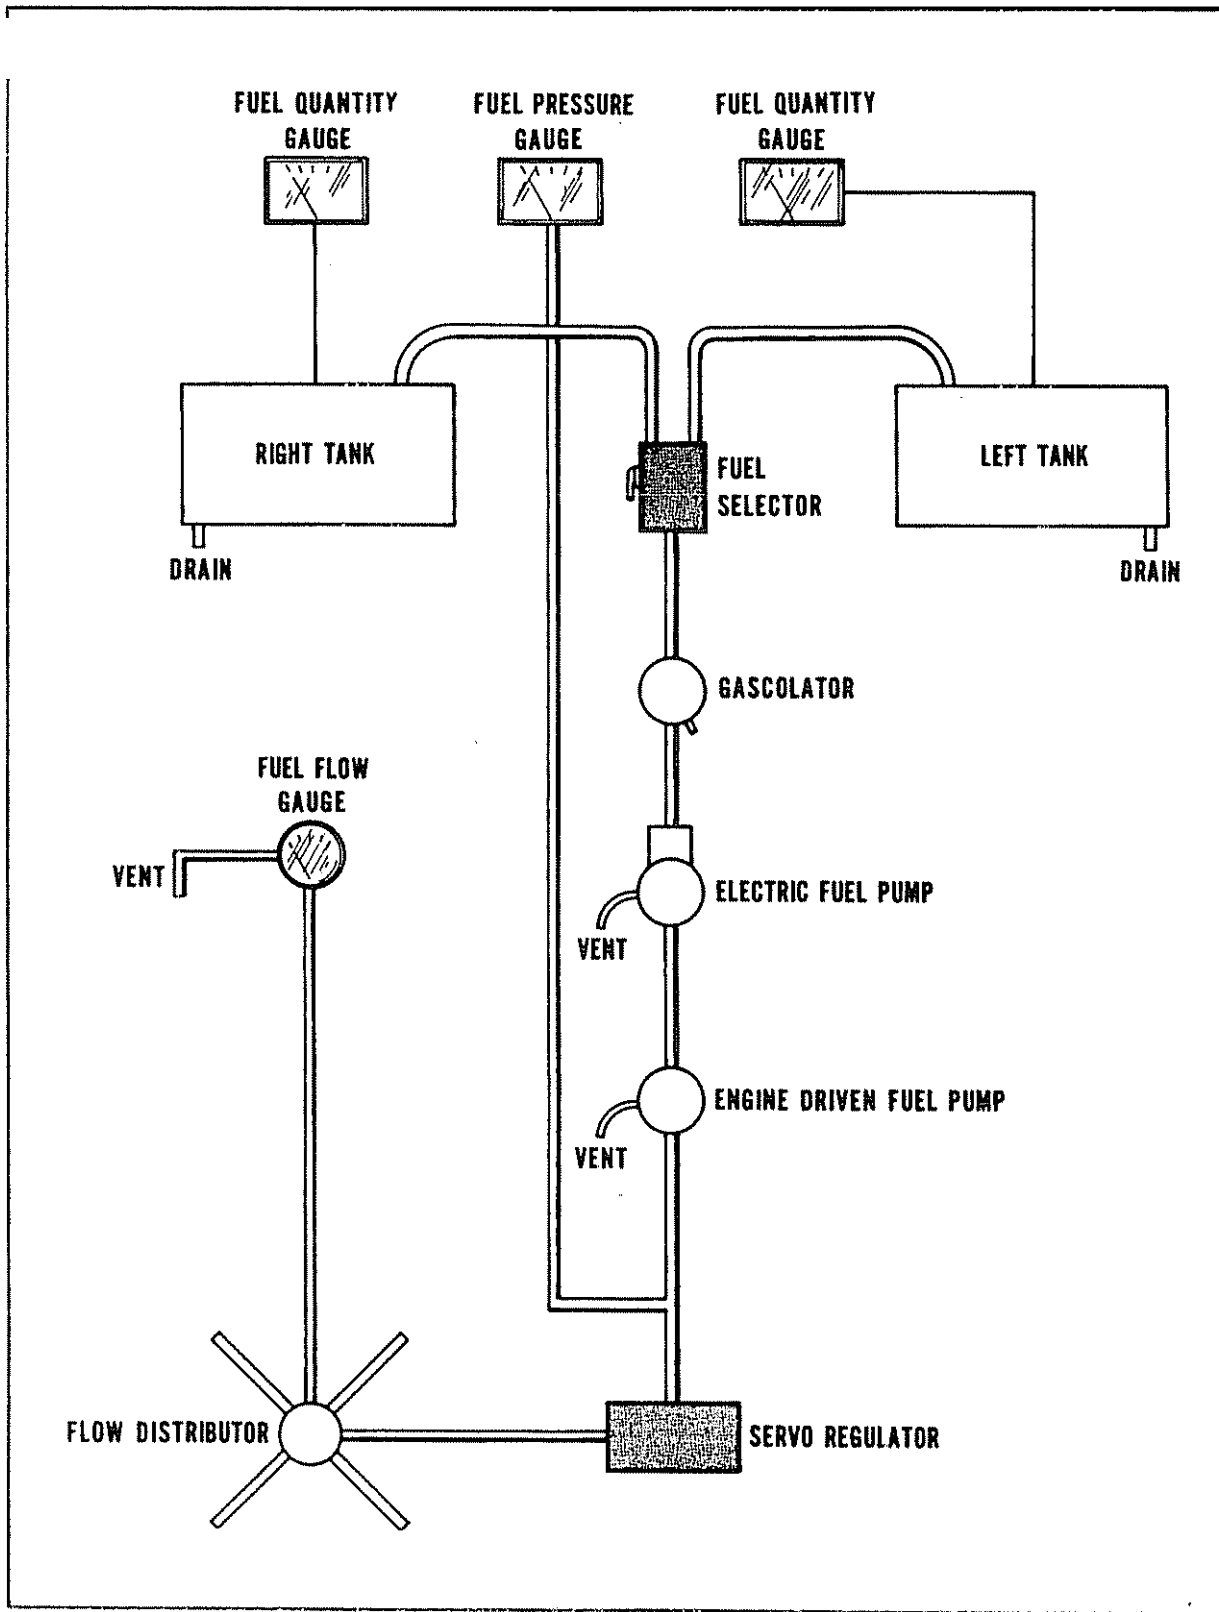 FUEL QUANTITY
GAUGE
FUEL PRESSURE
GAUGE
FUEL QUANTITY
GAUGE
RIGHT TANK
FUEL
SELECTOR
LEFT TANK
DRAIN
DRAIN
GASCOLATOR
FUEL FLOW
GAUGE
VENT
ELECTRIC FUEL PUMP
VENT
ENGINE DRIVEN FUEL PUMP
VENT
FLOW DISTRIBUTOR
SERVO REGULATOR